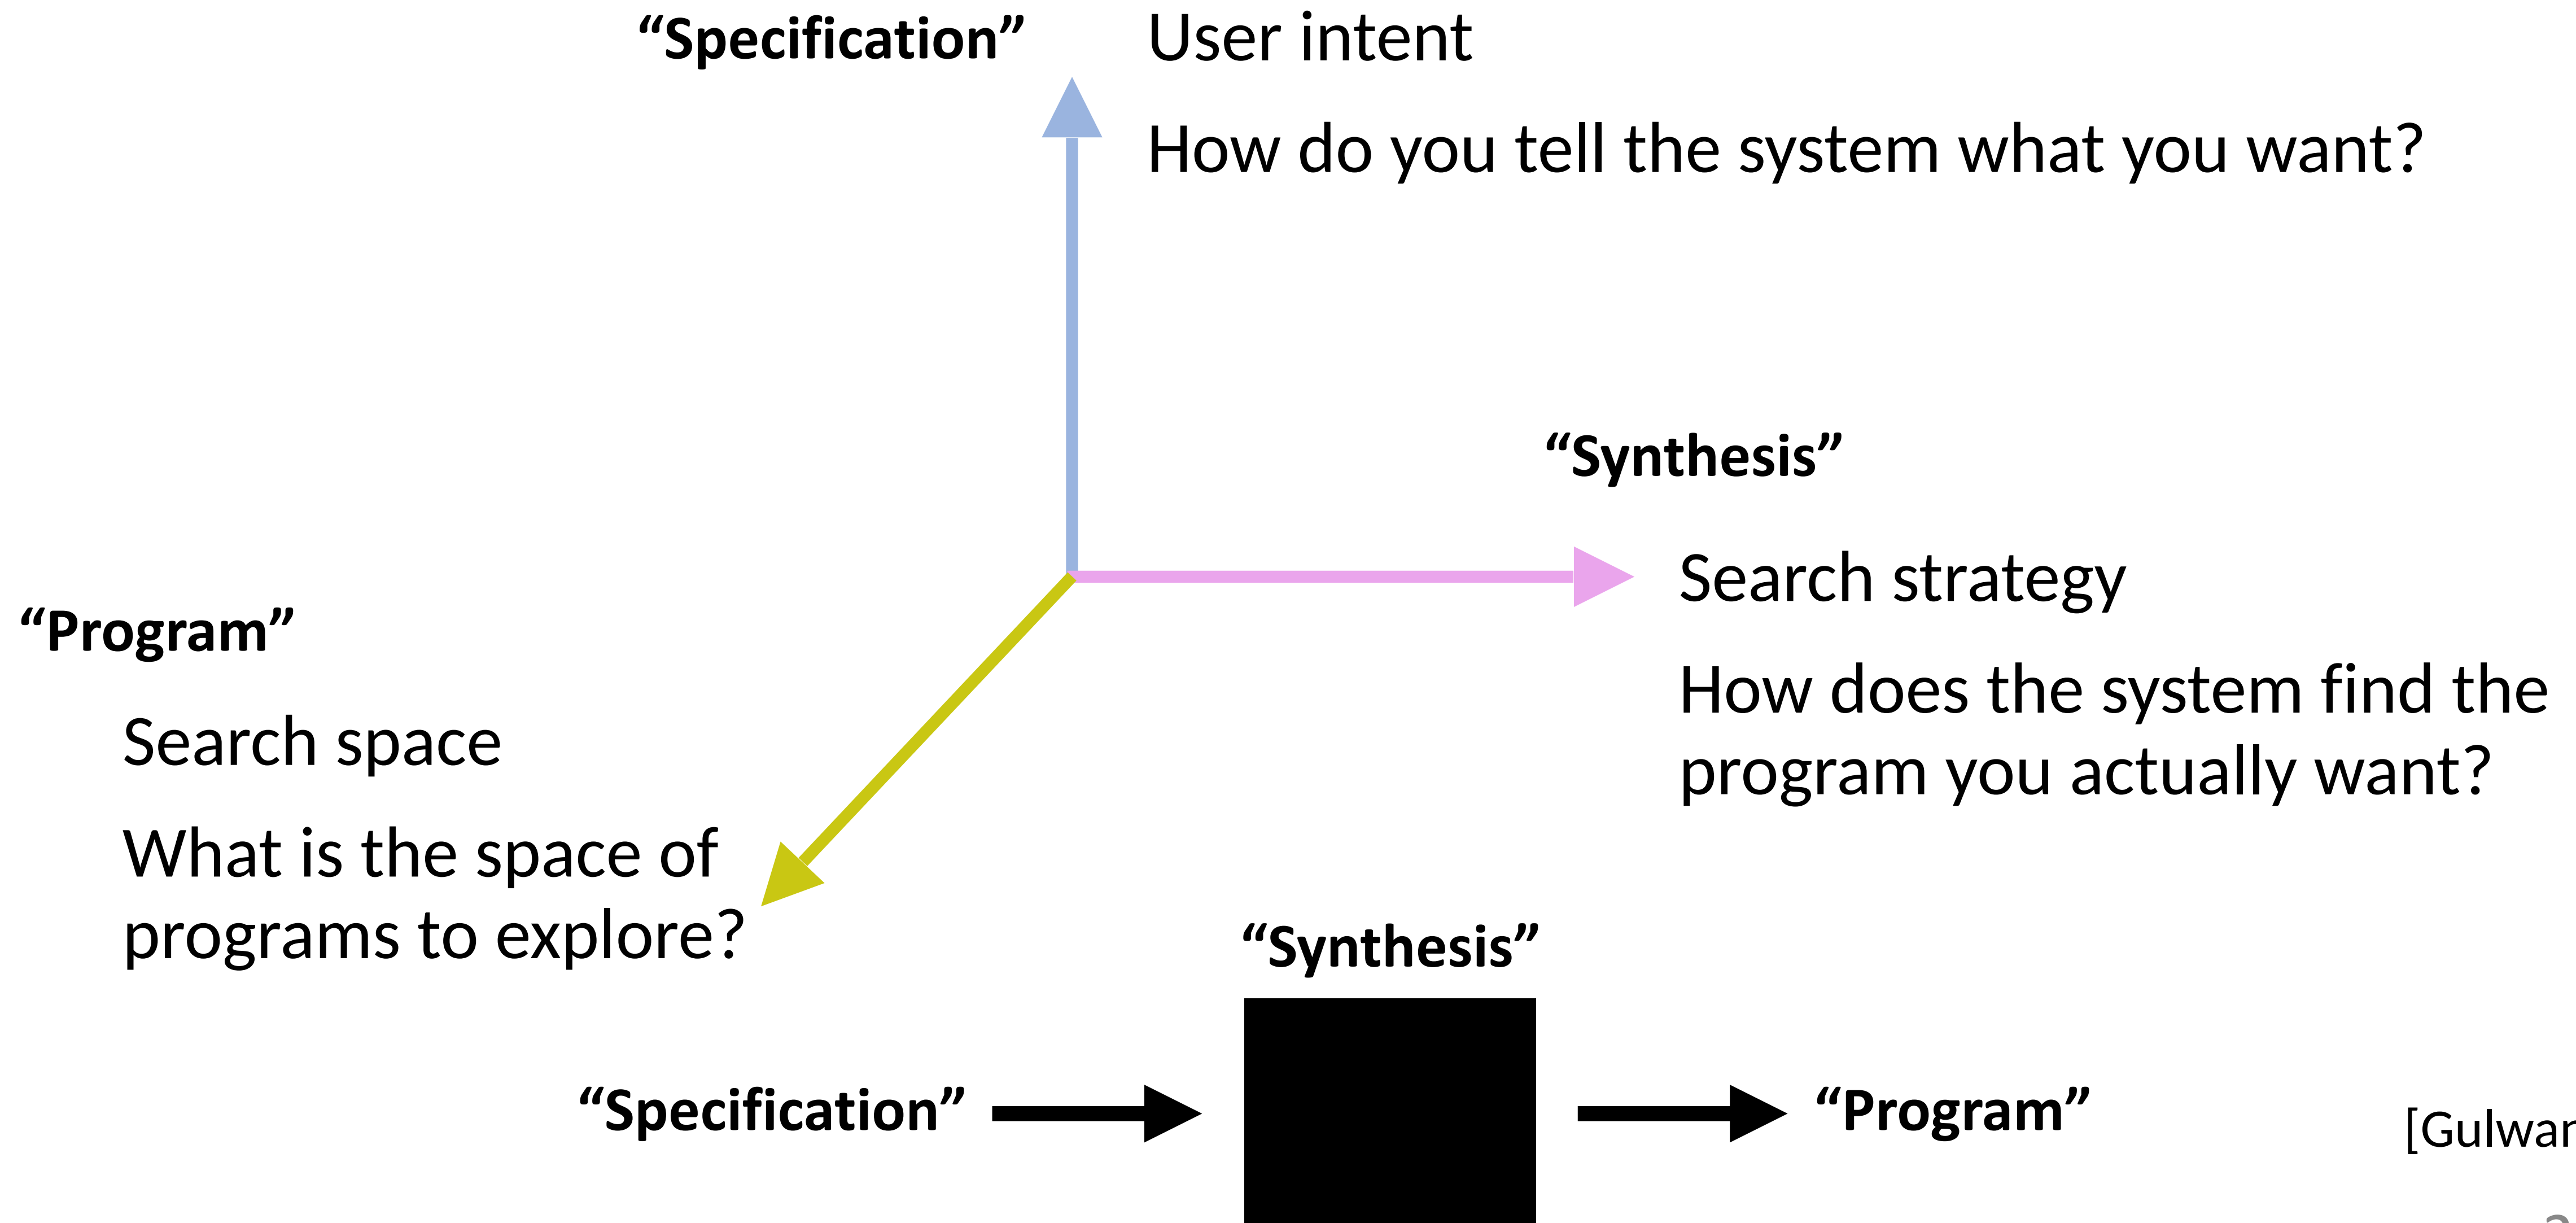 “Specification”
User intent
How do you tell the system what you want?
“Synthesis”
Search strategy
How does the system find the
program you actually want?
“Program”
Search space
What is the space of
programs to explore?
“Synthesis”
“Specification”
“Program”